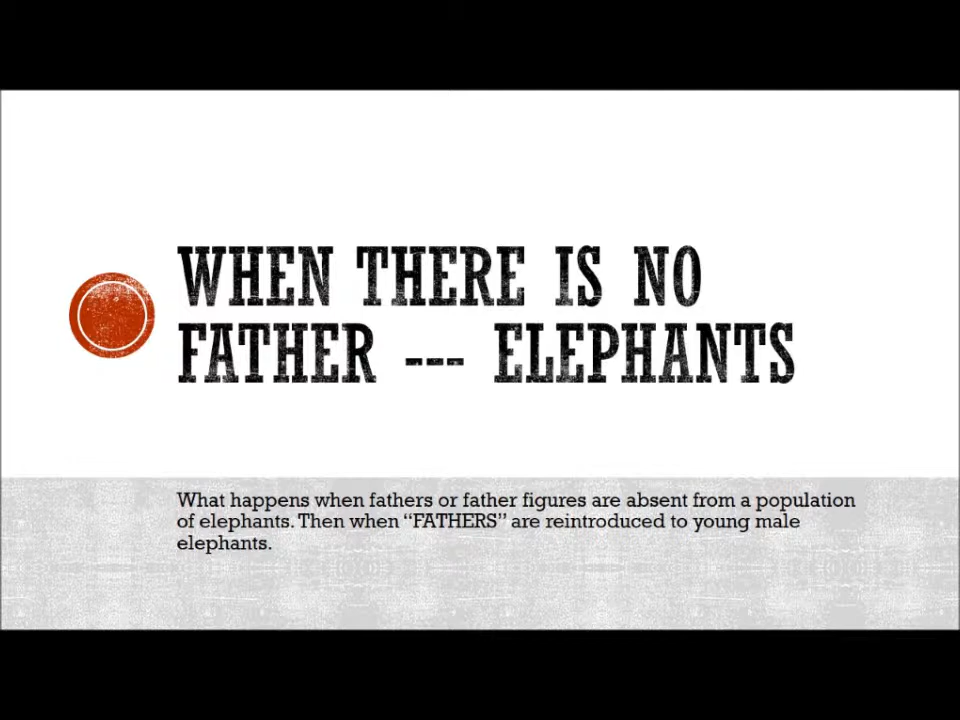 WHEN THERE IS NO
FATHER --- ELEPHANTS
What happens when fathers or father figures are absent from a population
of elephants. Then when “FATHERS” are reintroduced to young male
elephants.